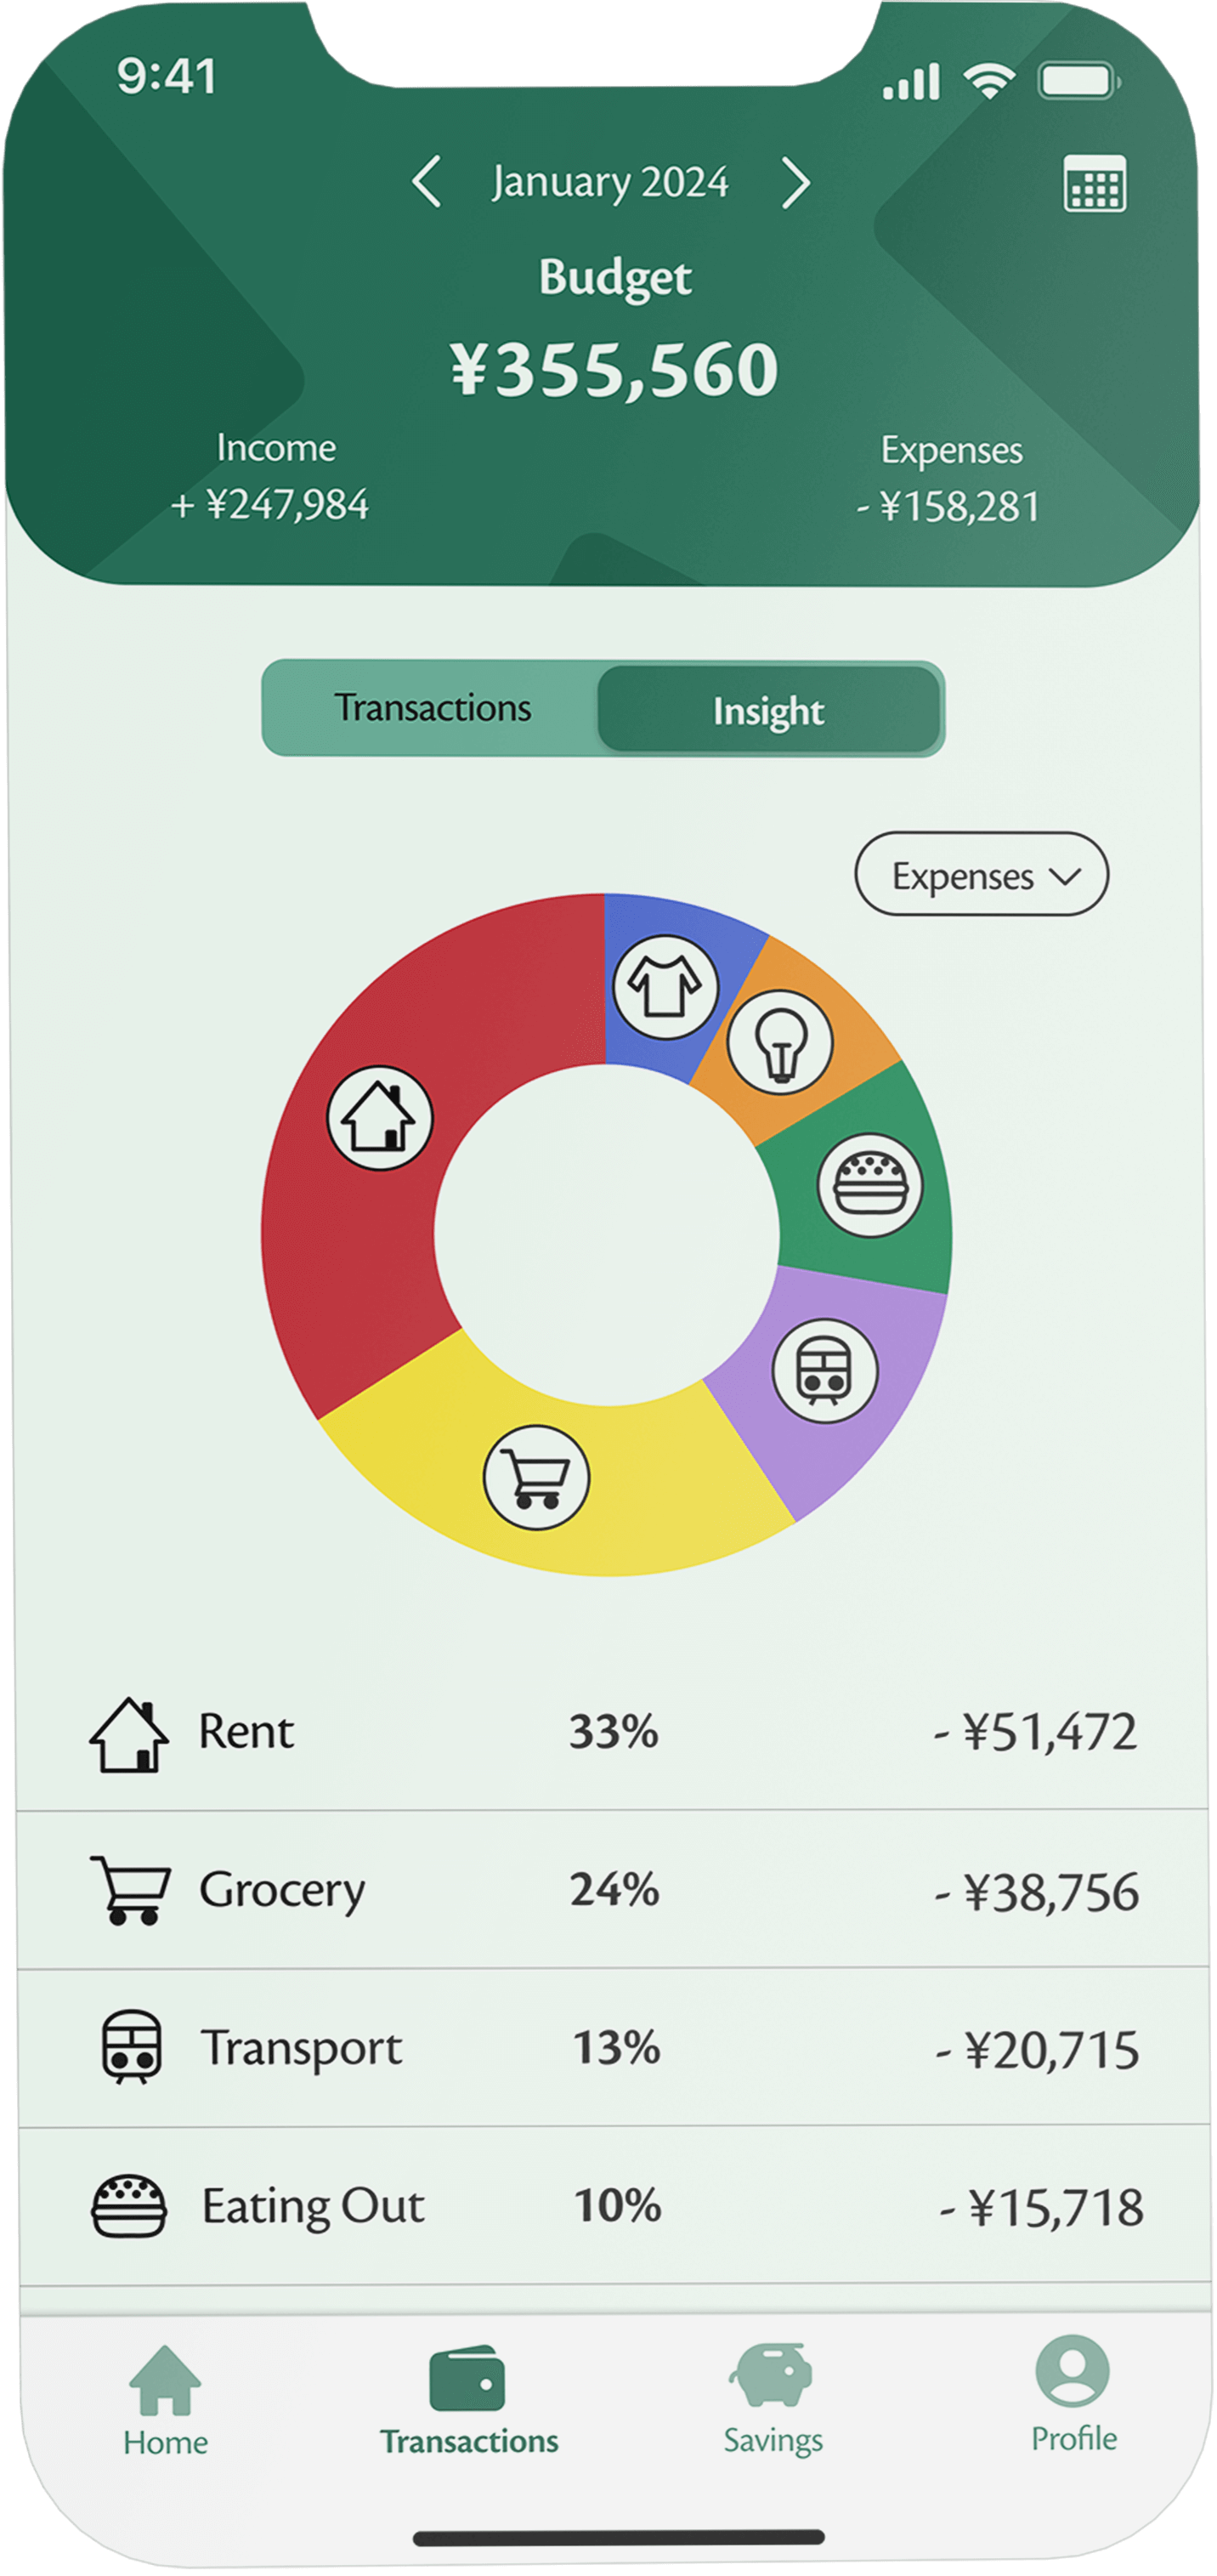 9:41
January 2024
Budget
¥355,560
Income
Expenses
+ ¥247,984
- ¥158,281
Transactions
Insight
Expenses
Rent 33% - ¥51,472
Grocery 24% - ¥38,756
Transport 13% - ¥20,715
Eating Out 10% - ¥15,718
Home
Transactions
Savings
Profile